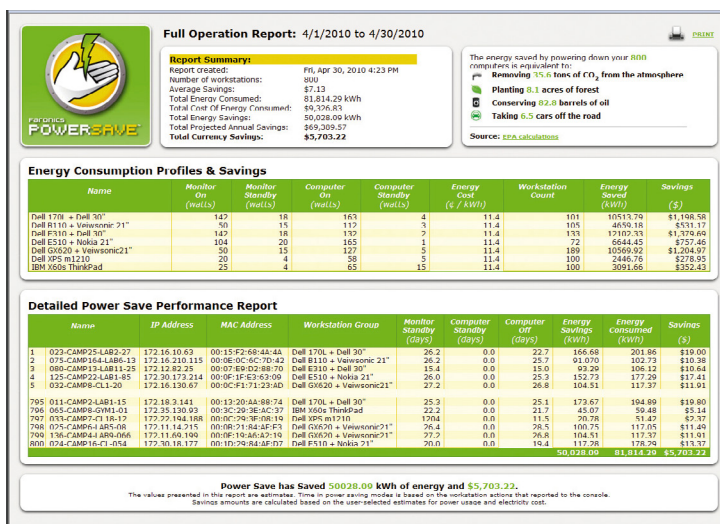 Full Operation Report: 4/1/2010 to 4/30/2010
PRINT
Faronics
POWERSAVE
Report Summary:
Report created: Fri, Apr 30, 2010 4:23 PM
Number of workstations: 800
Average Savings: $7.13
Total Energy Consumed: 81,814.29 kWh
Total Cost Of Energy Consumed: $9,326.83
Total Energy Savings: 50,028.09 kWh
Total Projected Annual Savings: $69,389.57
Total Currency Savings: $5,703.22
The energy saved by powering down your 800
computers is equivalent to:
Removing 35.6 tons of CO2 from the atmosphere
Planting 8.1 acres of forest
Conserving 82.8 barrels of oil
Taking 6.5 cars off the road
Source: EPA calculations
Energy Consumption Profiles & Savings
Name Monitor On (watts) Monitor Standby (watts) Computer On (watts) Computer Standby (watts) Energy Cost (¢ / kWh) Workstation Count Energy Saved (KWh) Savings ($)
Dell 170L + Dell 30" 142 18 163 4 11.4 101 10513.79 $1,198.58
Dell B110 + Veiwsonic 21" 50 15 112 3 11.4 105 4659.18 $531.17
Dell E310 + Dell 30" 142 18 132 2 11.4 133 12102.33 $1,379.69
Dell E510 + Nokia 21" 104 20 165 1 11.4 72 6644.45 $757.46
Dell GX620 + Veiwsonic21" 50 15 127 5 11.4 189 10569.92 $1,204.97
Dell XPS m1210 20 4 58 5 11.4 100 2446.76 $278.95
IBM X60s ThinkPad 25 4 65 15 11.4 100 3091.66 $352.43
Detailed Power Save Performance Report
Name IP Address MAC Address Workstation Group Monitor Standby (days) Computer Standby (days) Computer Off (days) Energy Savings (kWh) Energy Consumed (kWh) Savings ($)
1 023-CAMP25-LAB2-27 172.16.10.63 00:15:F2:68:4A:4A Dell 170L + Dell 30" 26.2 0.0 22.7 166.68 201.86 $19.00
2 075-CAMP164-LAB6-13 172.16.210.115 00:0E:0C:6C:7D:42 Dell B110 + Veiwsonic 21" 26.2 0.0 25.7 91.070 102.73 $10.38
3 080-CAMP13-LAB11-25 172.12.82.25 00:07:E9:D2:88:70 Dell E310 + Dell 30" 15.4 0.0 15.0 93.29 106.12 $10.64
4 125-CAMP22-LAB1-85 172.30.173.214 00:0F:1F:E3:63:09 Dell E510 + Nokia 21" 26.0 0.0 25.3 152.73 177.29 $17.41
5 032-CAMP8-CL1-20 172.16.130.67 00:0C:F1:71:23:AD Dell GX620 + Veiwsonic21" 27.2 0.0 26.8 104.51 117.37 $11.91
795 011-CAMP2-LAB1-15 172.18.3.141 00:13:20:AA:88:74 Dell 170L + Dell 30" 25.3 0.0 25.1 173.67 194.89 $19.80
796 065-CAMP8-GYM1-01 172.35.130.93 00:3C:29:3E:AC:37 IBM X60s ThinkPad 22.2 0.0 21.7 45.07 59.48 $5.14
797 033-CAMP7-CL18-12 172.22.194.188 00:0C:29:3E:08:19 Dell XPS m1210 1204 0.0 11.5 20.78 51.42 $2.37
798 025-CAMP6-LAB5-08 172.11.14.215 00:0B:21:84:AE:E3 Dell GX620 + Veiwsonic21" 26.4 0.0 28.5 100.75 117.05 $11.49
799 136-CAMP4-LAB9-066 172.11.69.199 00:0E:19:A6:A2:19 Dell GX620 + Veiwsonic21" 27.2 0.0 26.8 104.51 117.37 $11.91
800 024-CAMP16-CL-054 172.30.18.177 00:1D:29:84:AE:D7 Dell E510 + Nokia 21" 20.0 0.0 19.4 117.28 178.29 $13.37
50,028.09 81,814.29 $5,703.22
Power Save has Saved 50028.09 kWh of energy and $5,703.22.
The values presented in this report are estimates. Time in power saving modes is based on the workstation actions that reported to the console.
Savings amounts are calculated based on the user-selected estimates for power usage and electricity cost.